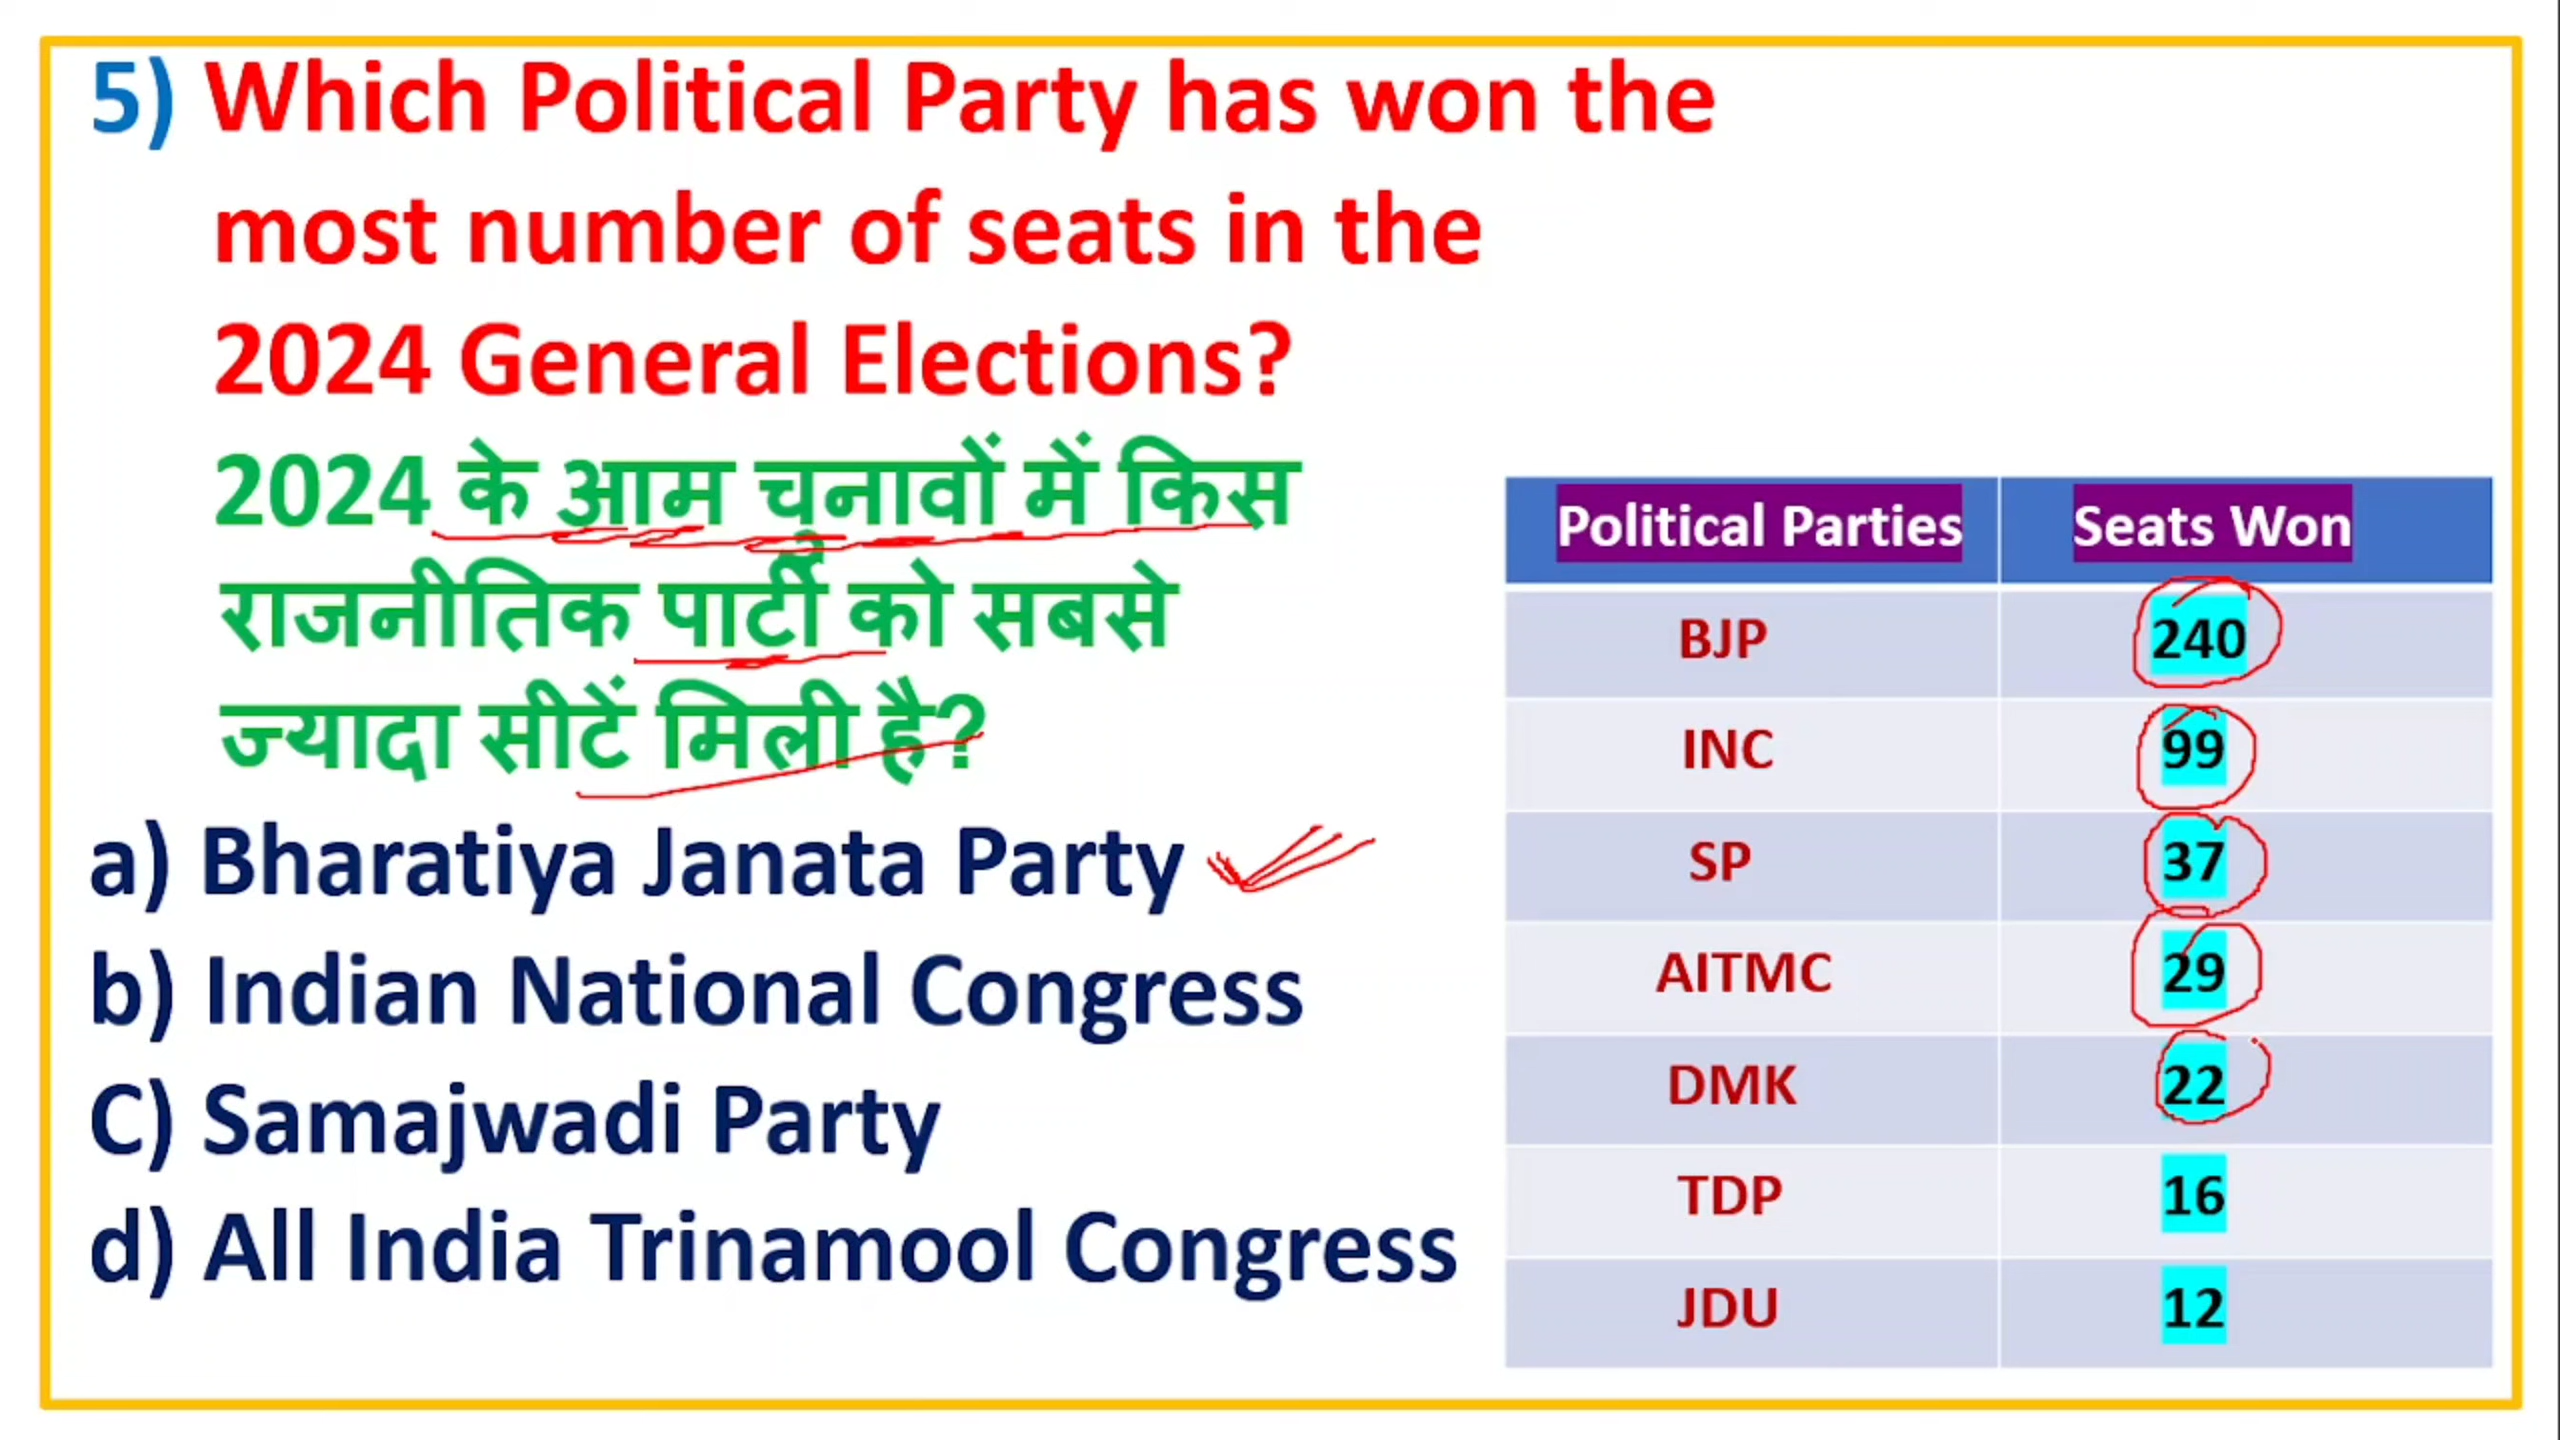 5) Which Political Party has won the
most number of seats in the
2024 General Elections?
2024 के आम चुनावों में किस
राजनीतिक पार्टी को सबसे
ज्यादा सीटें मिली है?
a) Bharatiya Janata Party
b) Indian National Congress
C) Samajwadi Party
d) All India Trinamool Congress
Political Parties Seats Won
BJP 240
INC 99
SP 37
AITMC 29
DMK 22
TDP 16
JDU 12